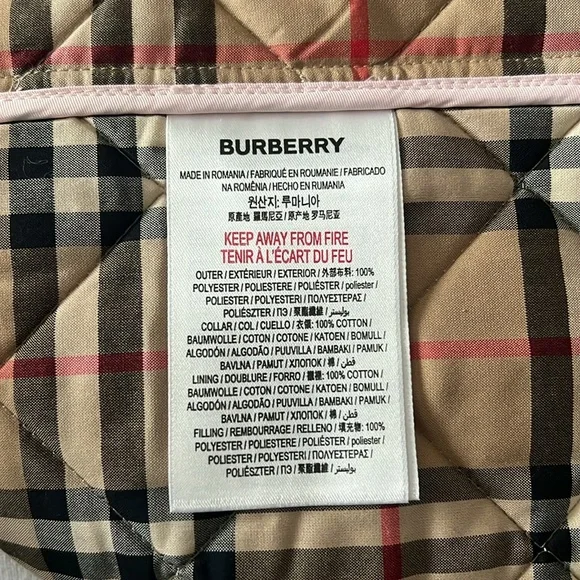 BURBERRY
MADE IN ROMANIA / FABRIQUÉ EN ROUMANIE / FABRICADO
NA ROMÊNIA / HECHO EN RUMANIA
원산지: 루마니아
原產地: 羅馬尼亞 / 原产地: 罗马尼亚
KEEP AWAY FROM FIRE
TENIR À L'ÉCART DU FEU
OUTER / EXTÉRIEUR / EXTERIOR / 外部布料: 100%
POLYESTER / POLIESTERE / POLIÉSTER / poliester /
POLIESTER / POLYESTERI / ΠΟΛΥΕΣΤΕΡΑΣ /
POLIÉSZTER / ПЭ / 聚酯纖維 / بوليستر /
COLLAR / COL / CUELLO / 衣領: 100% COTTON /
BAUMWOLLE / COTON / COTONE / KATOEN / BOMULL /
ALGODÓN / ALGODÃO / PUUVILLA / BAMBAKI / PAMUK /
BAVLNA / PAMUT / ХЛОПОК / 棉 / قطن /
LINING / DOUBLURE / FORRO / 襯裡: 100% COTTON /
BAUMWOLLE / COTON / COTONE / KATOEN / BOMULL /
ALGODÓN / ALGODÃO / PUUVILLA / BAMBAKI / PAMUK /
BAVLNA / PAMUT / ХЛОПОК / 棉 / قطن /
FILLING / REMBOURRAGE / RELLENO / 填充物: 100%
POLYESTER / POLIESTERE / POLIÉSTER / poliester /
POLIESTER / POLYESTERI / ΠΟΛΥΕΣΤΕΡΑΣ /
POLIÉSZTER / ПЭ / 聚酯纖維 / بوليستر /